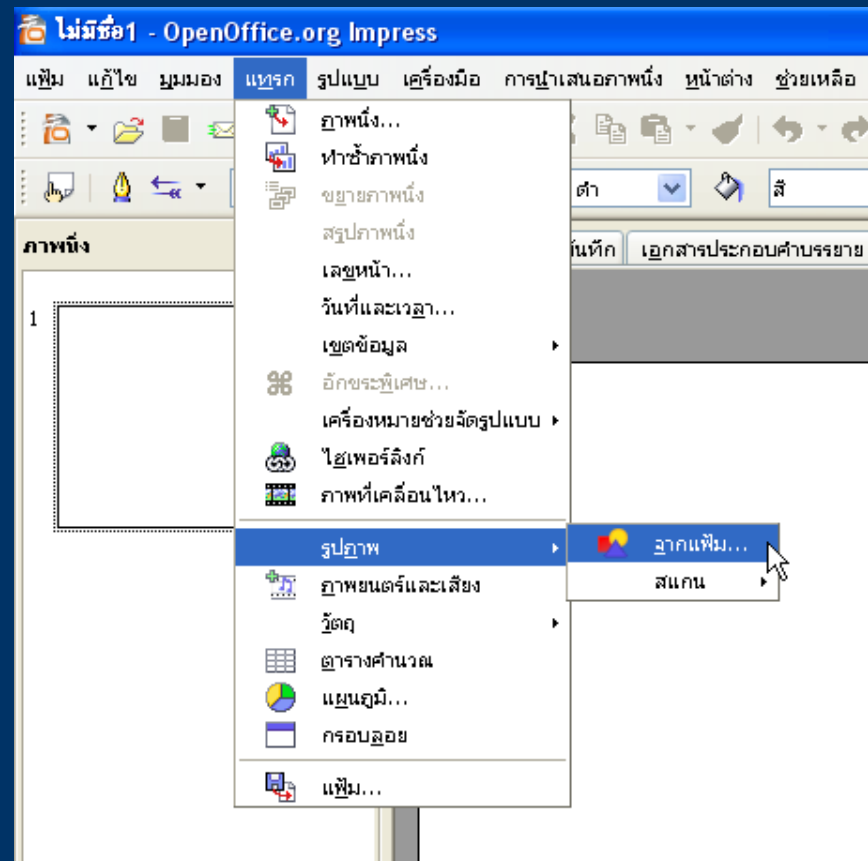 ไม่มีชื่อ1 - OpenOffice.org Impress
แฟ้ม แก้ไข มุมมอง แทรก รูปแบบ เครื่องมือ การนำเสนอภาพนิ่ง หน้าต่าง ช่วยเหลือ
ดำ สี
ภาพนิ่ง
เอกสารประกอบคำบรรยาย
1
ภาพนิ่ง...
ทำซ้ำภาพนิ่ง
ขยายภาพนิ่ง
สรุปภาพนิ่ง
เลขหน้า...
วันที่และเวลา...
เขตข้อมูล
อักขระพิเศษ...
เครื่องหมายช่วยจัดรูปแบบ
ไฮเพอร์ลิงก์
ภาพที่เคลื่อนไหว...
รูปภาพ
จากแฟ้ม...
สแกน
ภาพยนตร์และเสียง
วัตถุ
ตารางคำนวณ
แผนภูมิ...
กรอบลอย
แฟ้ม...